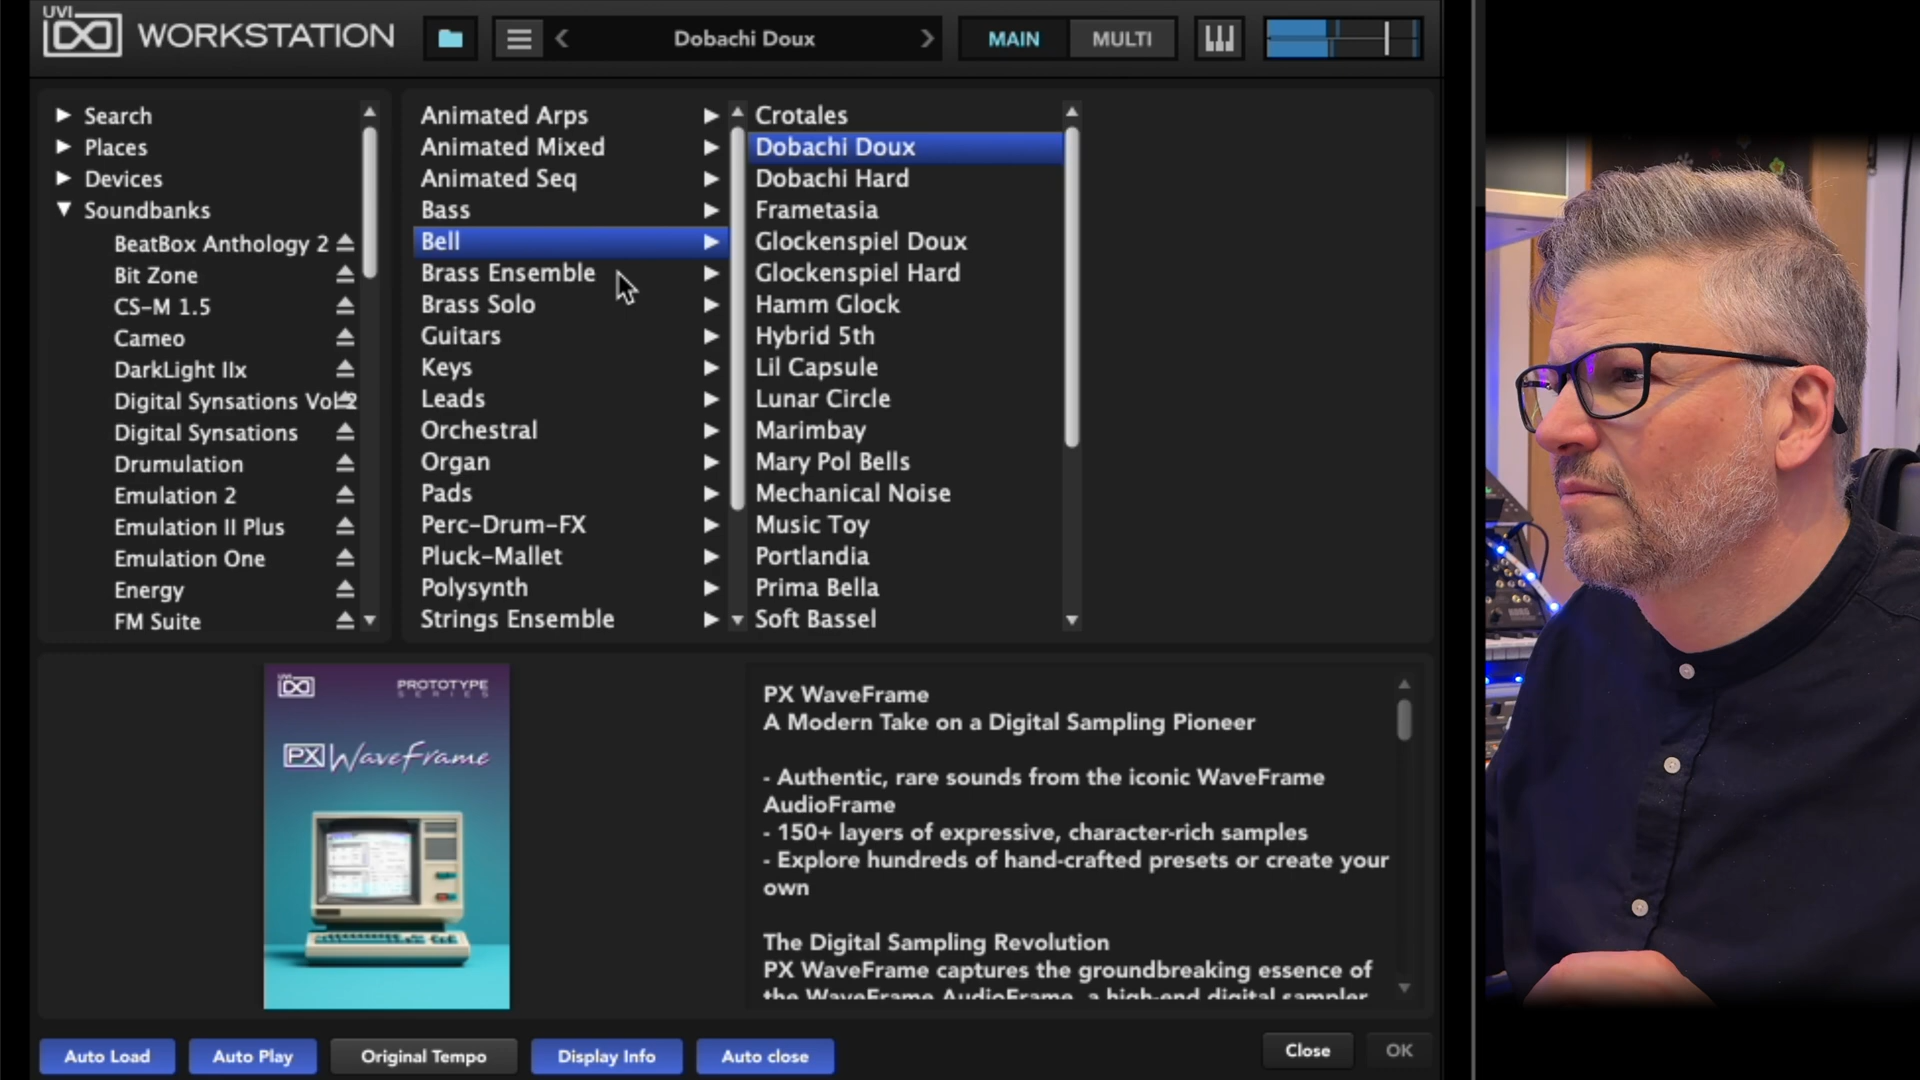 UVI
WORKSTATION
Dobachi Doux
MAIN
MULTI
Search
Places
Devices
Soundbanks
BeatBox Anthology 2
Bit Zone
CS-M 1.5
Cameo
DarkLight IIx
Digital Synsations Vol 2
Digital Synsations
Drumulation
Emulation 2
Emulation II Plus
Emulation One
Energy
FM Suite
Animated Arps
Animated Mixed
Animated Seq
Bass
Bell
Brass Ensemble
Brass Solo
Guitars
Keys
Leads
Orchestral
Organ
Pads
Perc-Drum-FX
Pluck-Mallet
Polysynth
Strings Ensemble
Crotales
Dobachi Doux
Dobachi Hard
Frametasia
Glockenspiel Doux
Glockenspiel Hard
Hamm Glock
Hybrid 5th
Lil Capsule
Lunar Circle
Marimbay
Mary Pol Bells
Mechanical Noise
Music Toy
Portlandia
Prima Bella
Soft Bassel
UVI
PROTOTYPE
SERIES
PX WaveFrame
PX WaveFrame
A Modern Take on a Digital Sampling Pioneer
- Authentic, rare sounds from the iconic WaveFrame
AudioFrame
- 150+ layers of expressive, character-rich samples
- Explore hundreds of hand-crafted presets or create your
own
The Digital Sampling Revolution
PX WaveFrame captures the groundbreaking essence of
the WaveFrame AudioFrame, a high-end digital sampler
Auto Load
Auto Play
Original Tempo
Display Info
Auto close
Close
OK